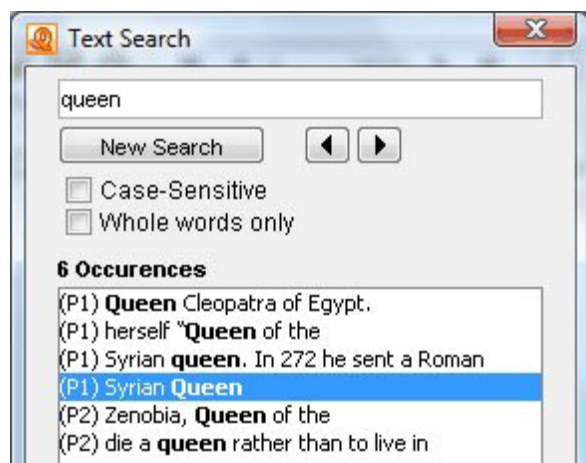 Text Search
queen
New Search
Case-Sensitive
Whole words only
6 Occurences
(P1) Queen Cleopatra of Egypt.
(P1) herself "Queen of the
(P1) Syrian queen. In 272 he sent a Roman
(P1) Syrian Queen
(P2) Zenobia, Queen of the
(P2) die a queen rather than to live in